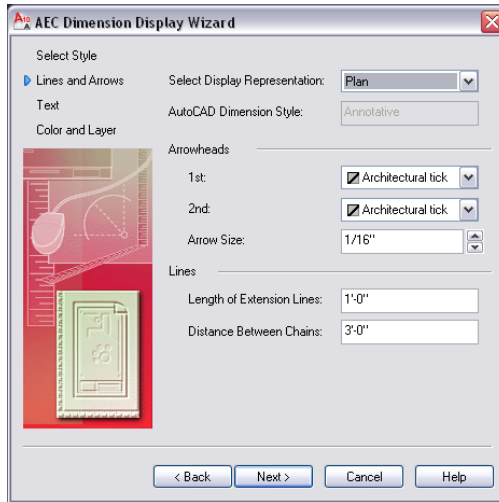 AEC Dimension Display Wizard
Select Style
Lines and Arrows
Text
Color and Layer
Select Display Representation: Plan
AutoCAD Dimension Style: Annotative
Arrowheads
1st: Architectural tick
2nd: Architectural tick
Arrow Size: 1/16"
Lines
Length of Extension Lines: 1'-0"
Distance Between Chains: 3'-0"
< Back Next > Cancel Help